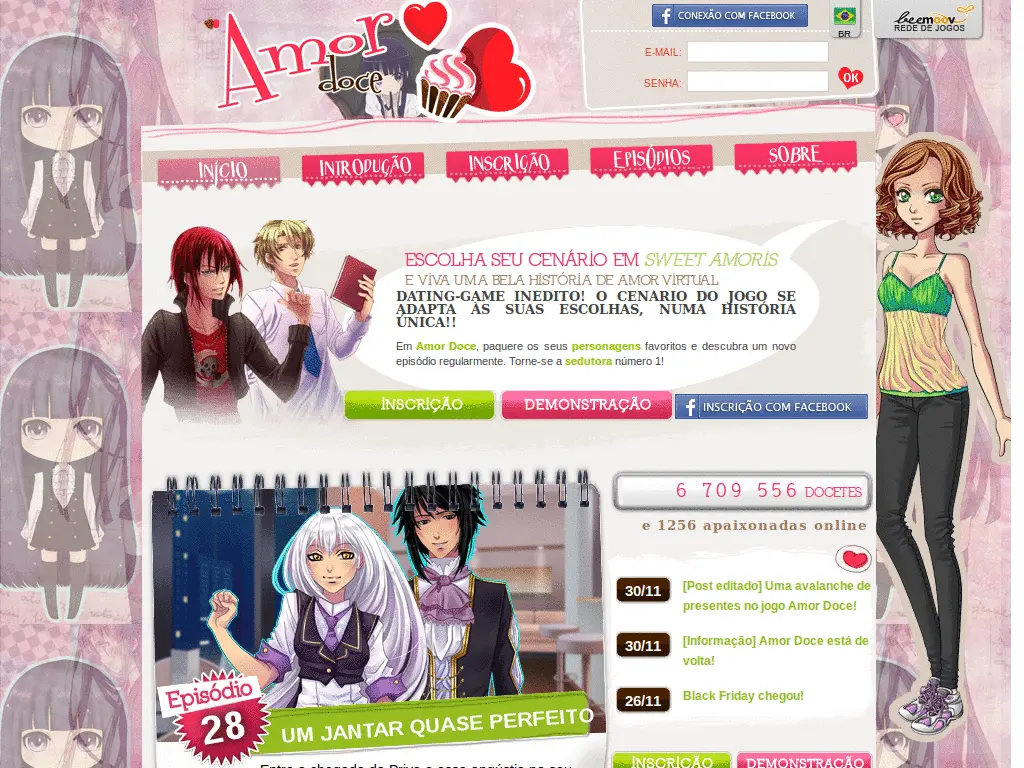 Amor
doce
CONEXÃO COM FACEBOOK
BR
beemoov
REDE DE JOGOS
E-MAIL:
SENHA:
OK
INÍCIO
INTRODUÇÃO
INSCRIÇÃO
EPISÓDIOS
SOBRE
ESCOLHA SEU CENÁRIO EM SWEET AMORIS
E VIVA UMA BELA HISTÓRIA DE AMOR VIRTUAL
DATING-GAME INEDITO! O CENARIO DO JOGO SE
ADAPTA ÀS SUAS ESCOLHAS, NUMA HISTÓRIA
ÚNICA!!
Em Amor Doce, paquere os seus personagens favoritos e descubra um novo
episódio regularmente. Torne-se a sedutora número 1!
INSCRIÇÃO
DEMONSTRAÇÃO
INSCRIÇÃO COM FACEBOOK
6 709 556 DOCETES
e 1256 apaixonadas online
30/11
[Post editado] Uma avalanche de
presentes no jogo Amor Doce!
30/11
[Informação] Amor Doce está de
volta!
26/11
Black Friday chegou!
Episódio
28
UM JANTAR QUASE PERFEITO
INSCRIÇÃO
DEMONSTRAÇÃO